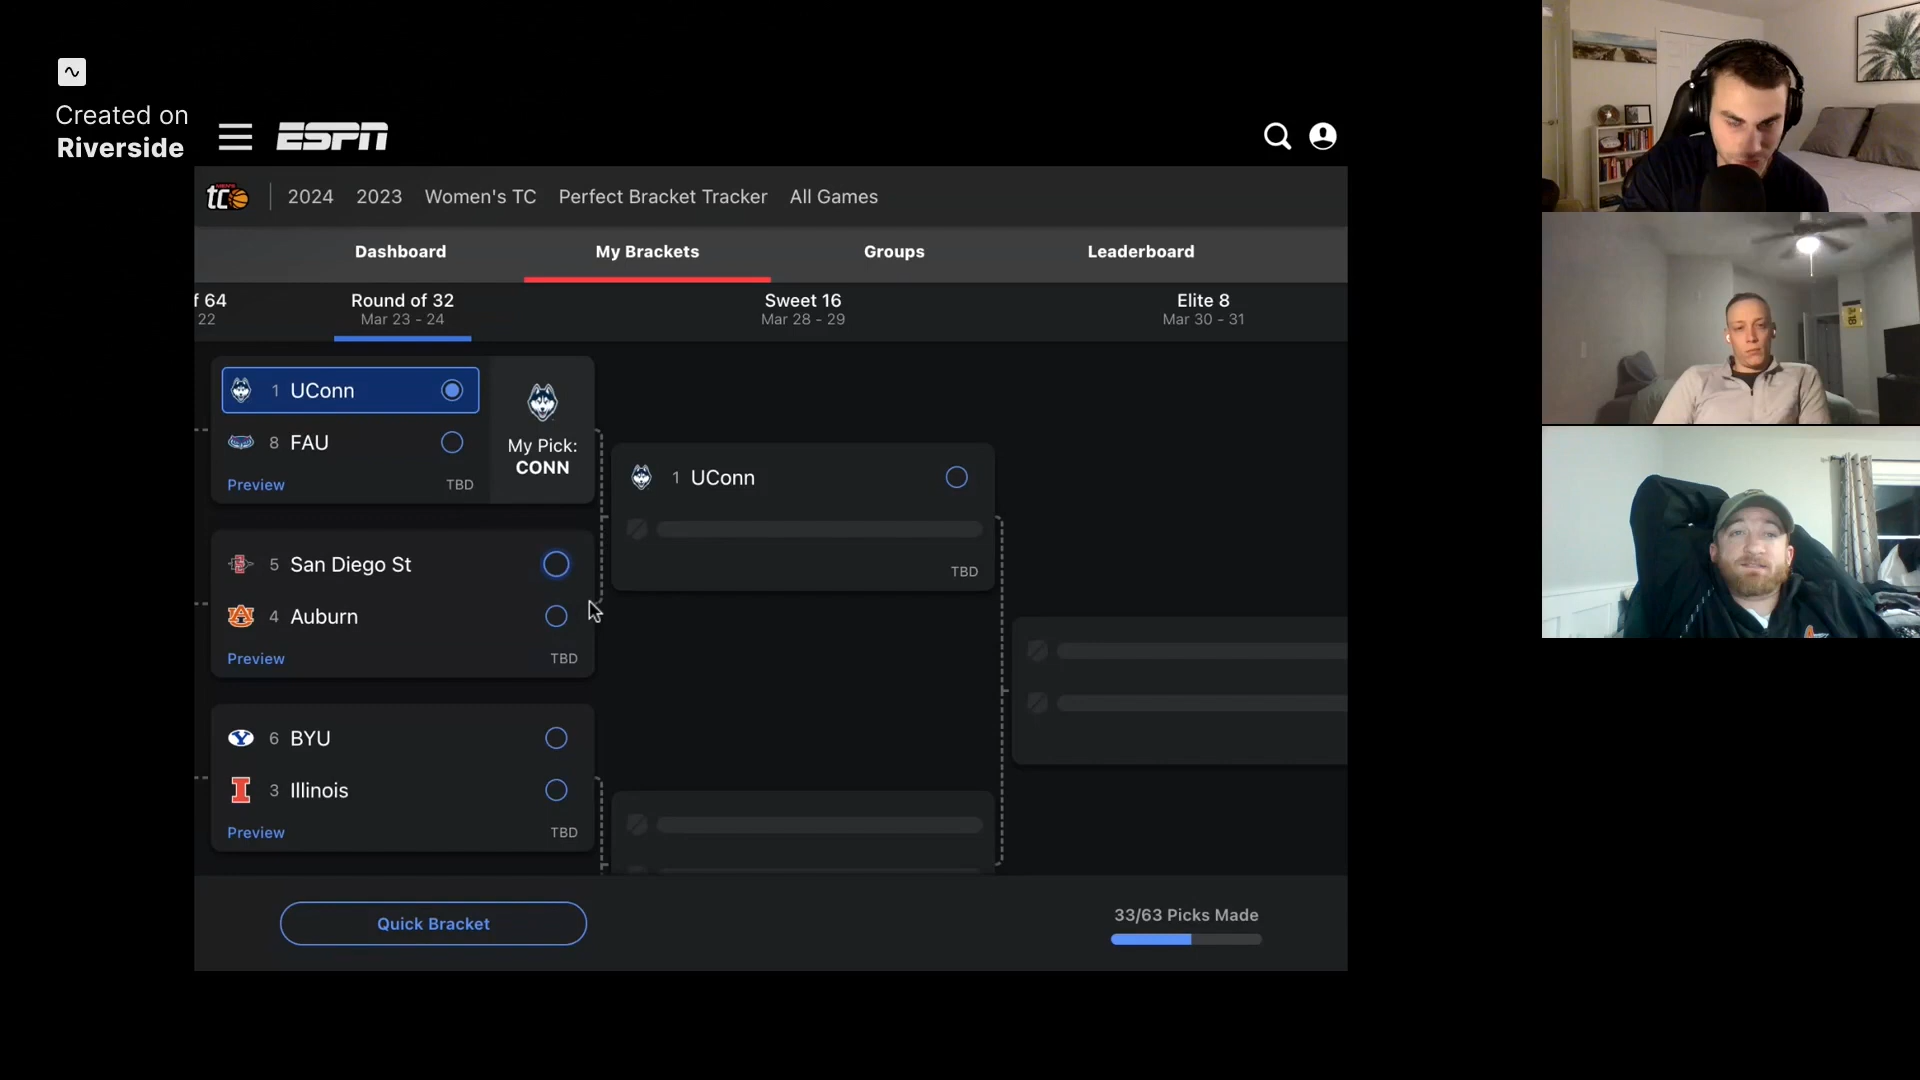 Created on
Riverside
ESPN
MEN'S
tc
2024 2023 Women's TC Perfect Bracket Tracker All Games
Dashboard My Brackets Groups Leaderboard
f 64 Round of 32 Sweet 16 Elite 8
22 Mar 23 - 24 Mar 28 - 29 Mar 30 - 31
1 UConn
8 FAU
Preview TBD
My Pick:
CONN
1 UConn
TBD
5 San Diego St
4 Auburn
Preview TBD
6 BYU
3 Illinois
Preview TBD
Quick Bracket
33/63 Picks Made